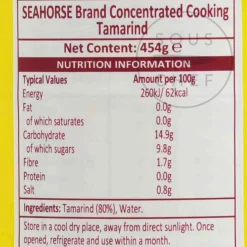 SEAHORSE Brand Concentrated Cooking
Tamarind
Net Content: 454g e
NUTRITION INFORMATION
Typical Values Amount per 100g
Energy 260kJ/ 62kcal
Fat 0.0g
of which saturates 0.0g
Carbohydrate 14.9g
of which sugars 9.8g
Fibre 1.7g
Protein 0.0g
Salt 0.8g
Ingredients: Tamarind (80%), Water.
Store in a cool dry place, away from direct sunlight. Once
opened, refrigerate and use within a month.
SOUS
CHEF